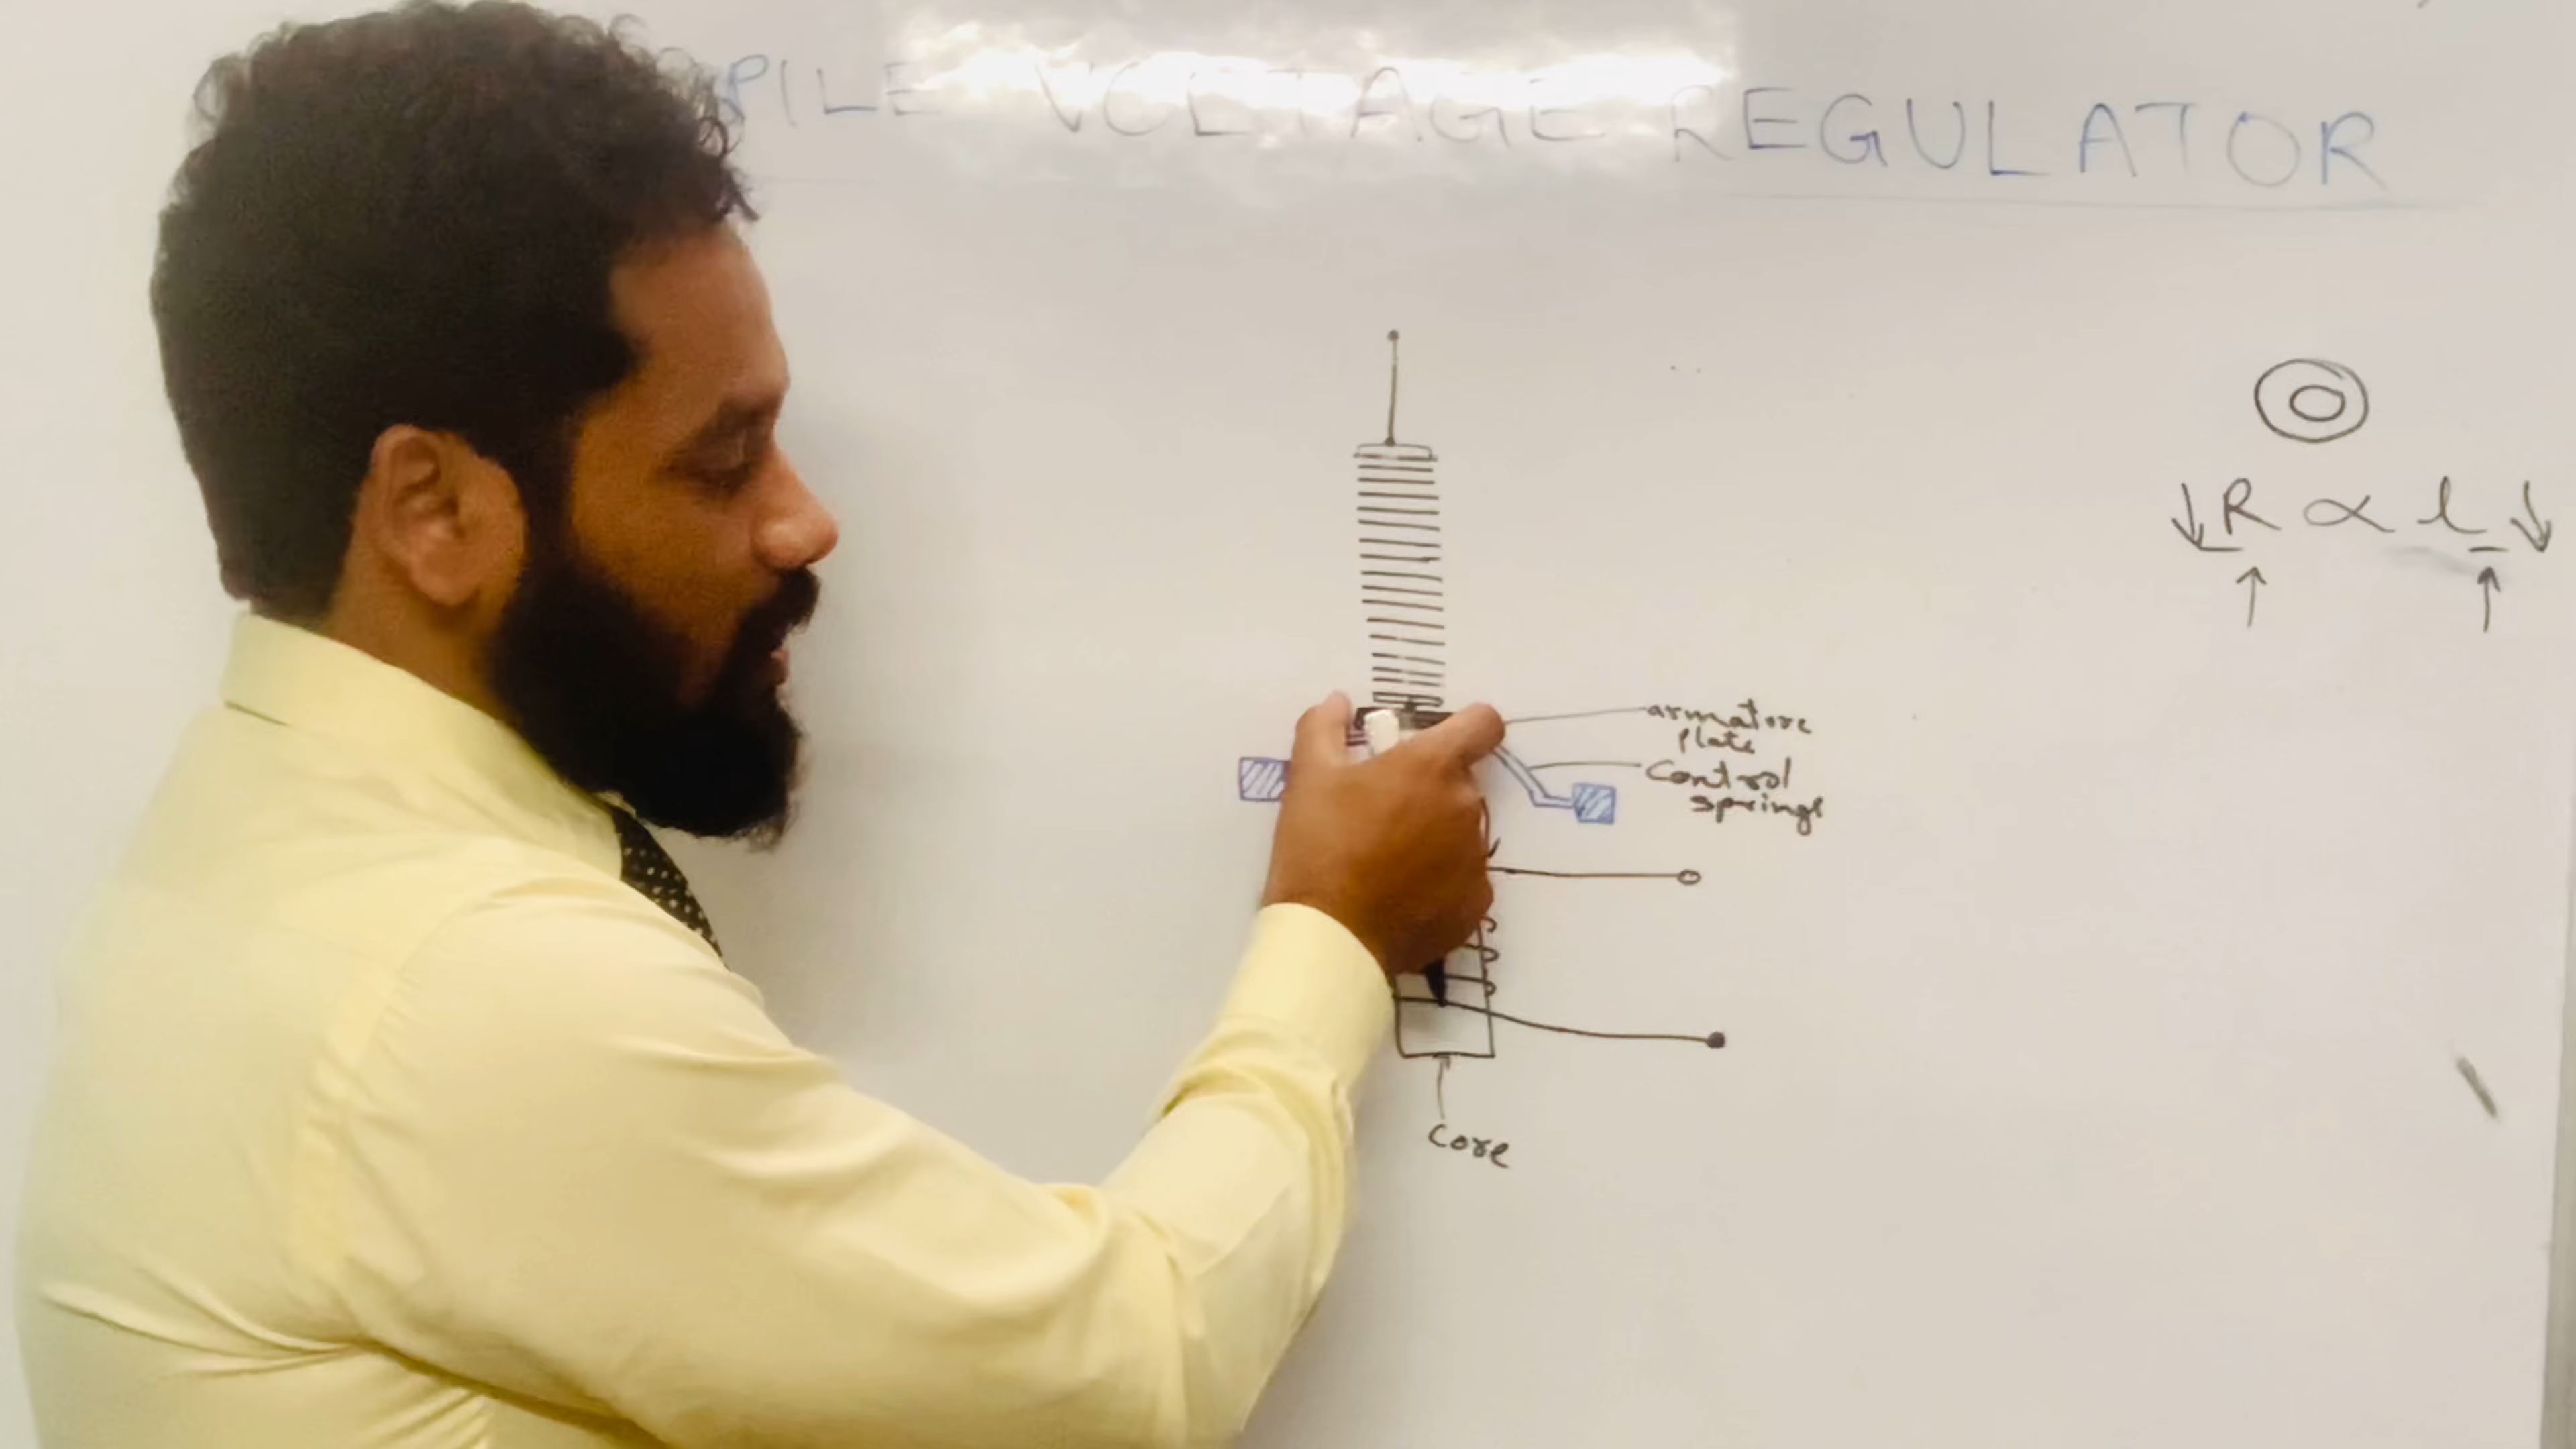 PILE VOLTAGE REGULATOR
R ∝ l
armature
plate
Control
springs
Core